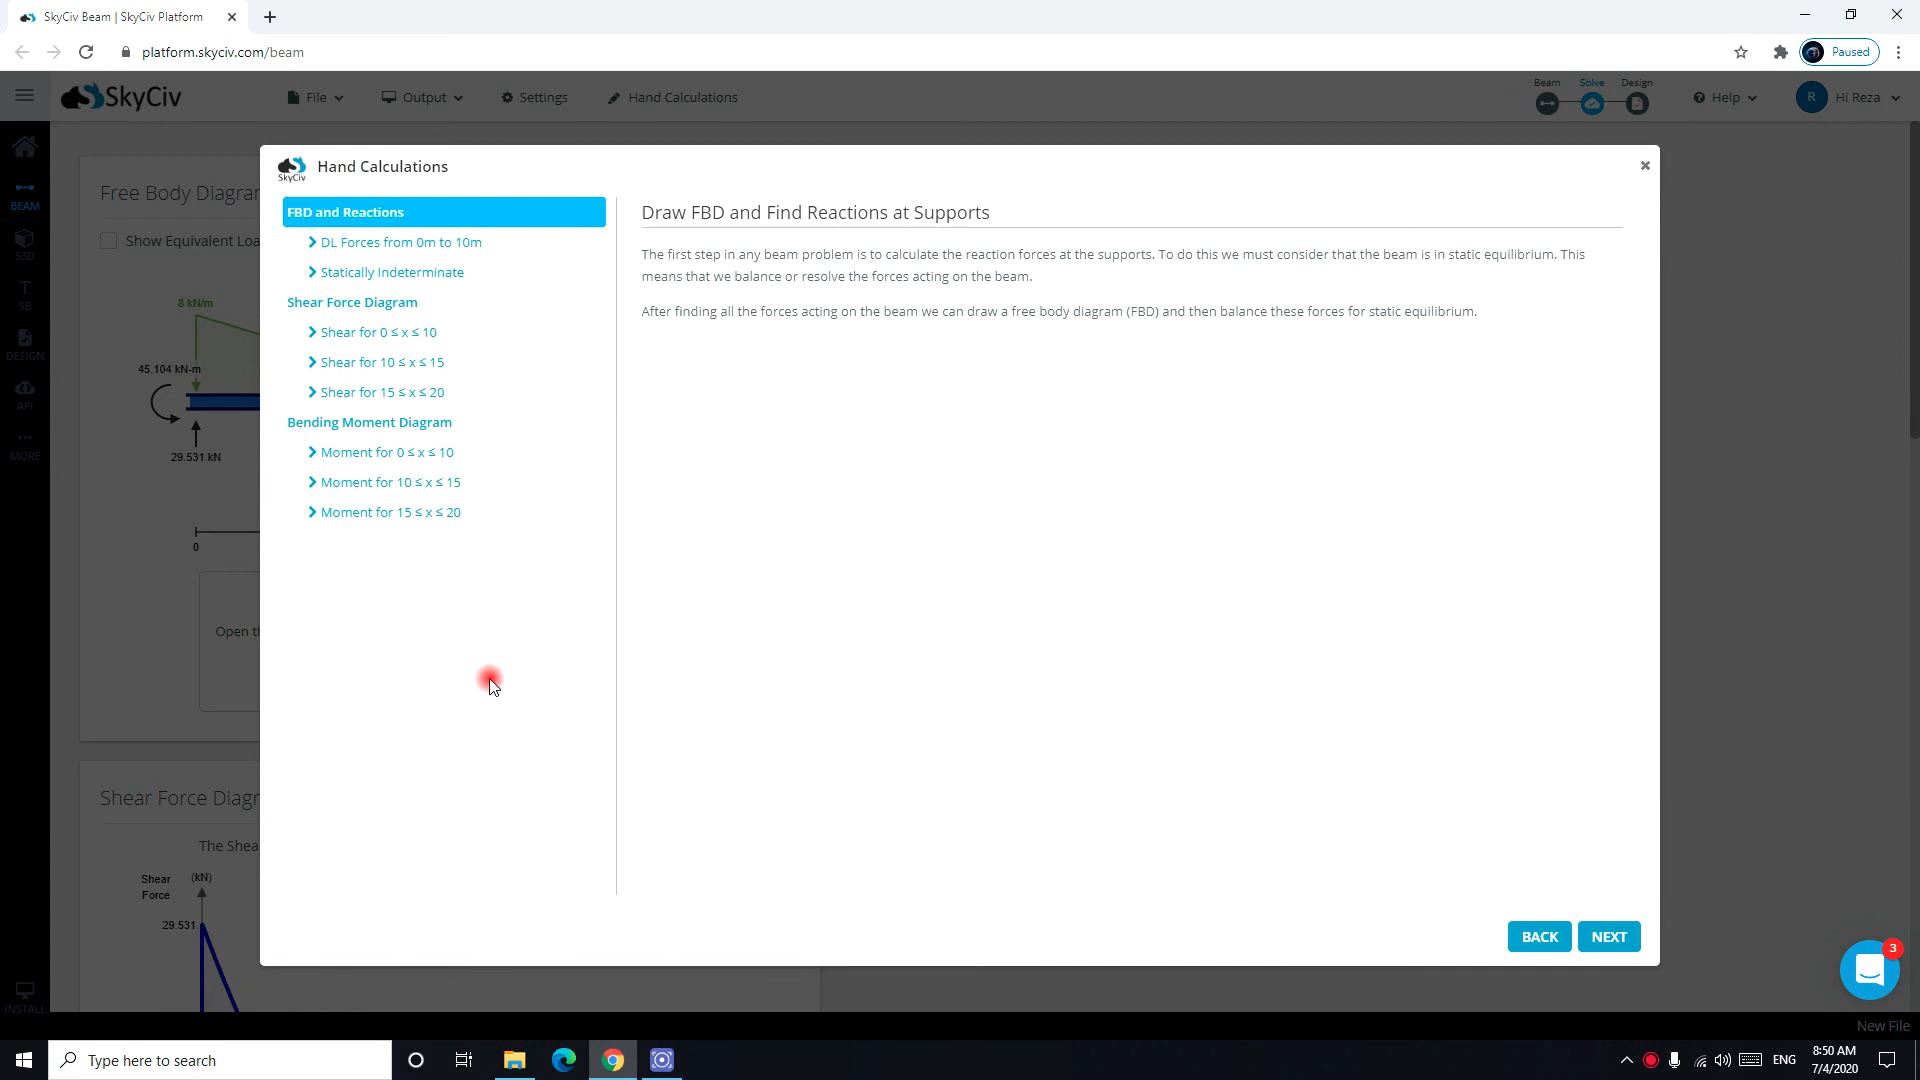 SkyCiv Beam | SkyCiv Platform
platform.skyciv.com/beam
Paused
SkyCiv
File
Output
Settings
Hand Calculations
Beam
Solve
Design
Help
R
Hi Reza
BEAM
S3D
SB
DESIGN
API
MORE
INSTALL
Free Body Diagra
Show Equivalent Loa
8 kN/m
45.104 kN-m
29.531 kN
0
Open t
Shear Force Diagr
The Shea
Shear
Force
(kN)
29.531
SkyCiv
Hand Calculations
FBD and Reactions
DL Forces from 0m to 10m
Statically Indeterminate
Shear Force Diagram
Shear for 0 ≤ x ≤ 10
Shear for 10 ≤ x ≤ 15
Shear for 15 ≤ x ≤ 20
Bending Moment Diagram
Moment for 0 ≤ x ≤ 10
Moment for 10 ≤ x ≤ 15
Moment for 15 ≤ x ≤ 20
Draw FBD and Find Reactions at Supports
The first step in any beam problem is to calculate the reaction forces at the supports. To do this we must consider that the beam is in static equilibrium. This
means that we balance or resolve the forces acting on the beam.
After finding all the forces acting on the beam we can draw a free body diagram (FBD) and then balance these forces for static equilibrium.
BACK
NEXT
3
New File
Type here to search
ENG
8:50 AM
7/4/2020